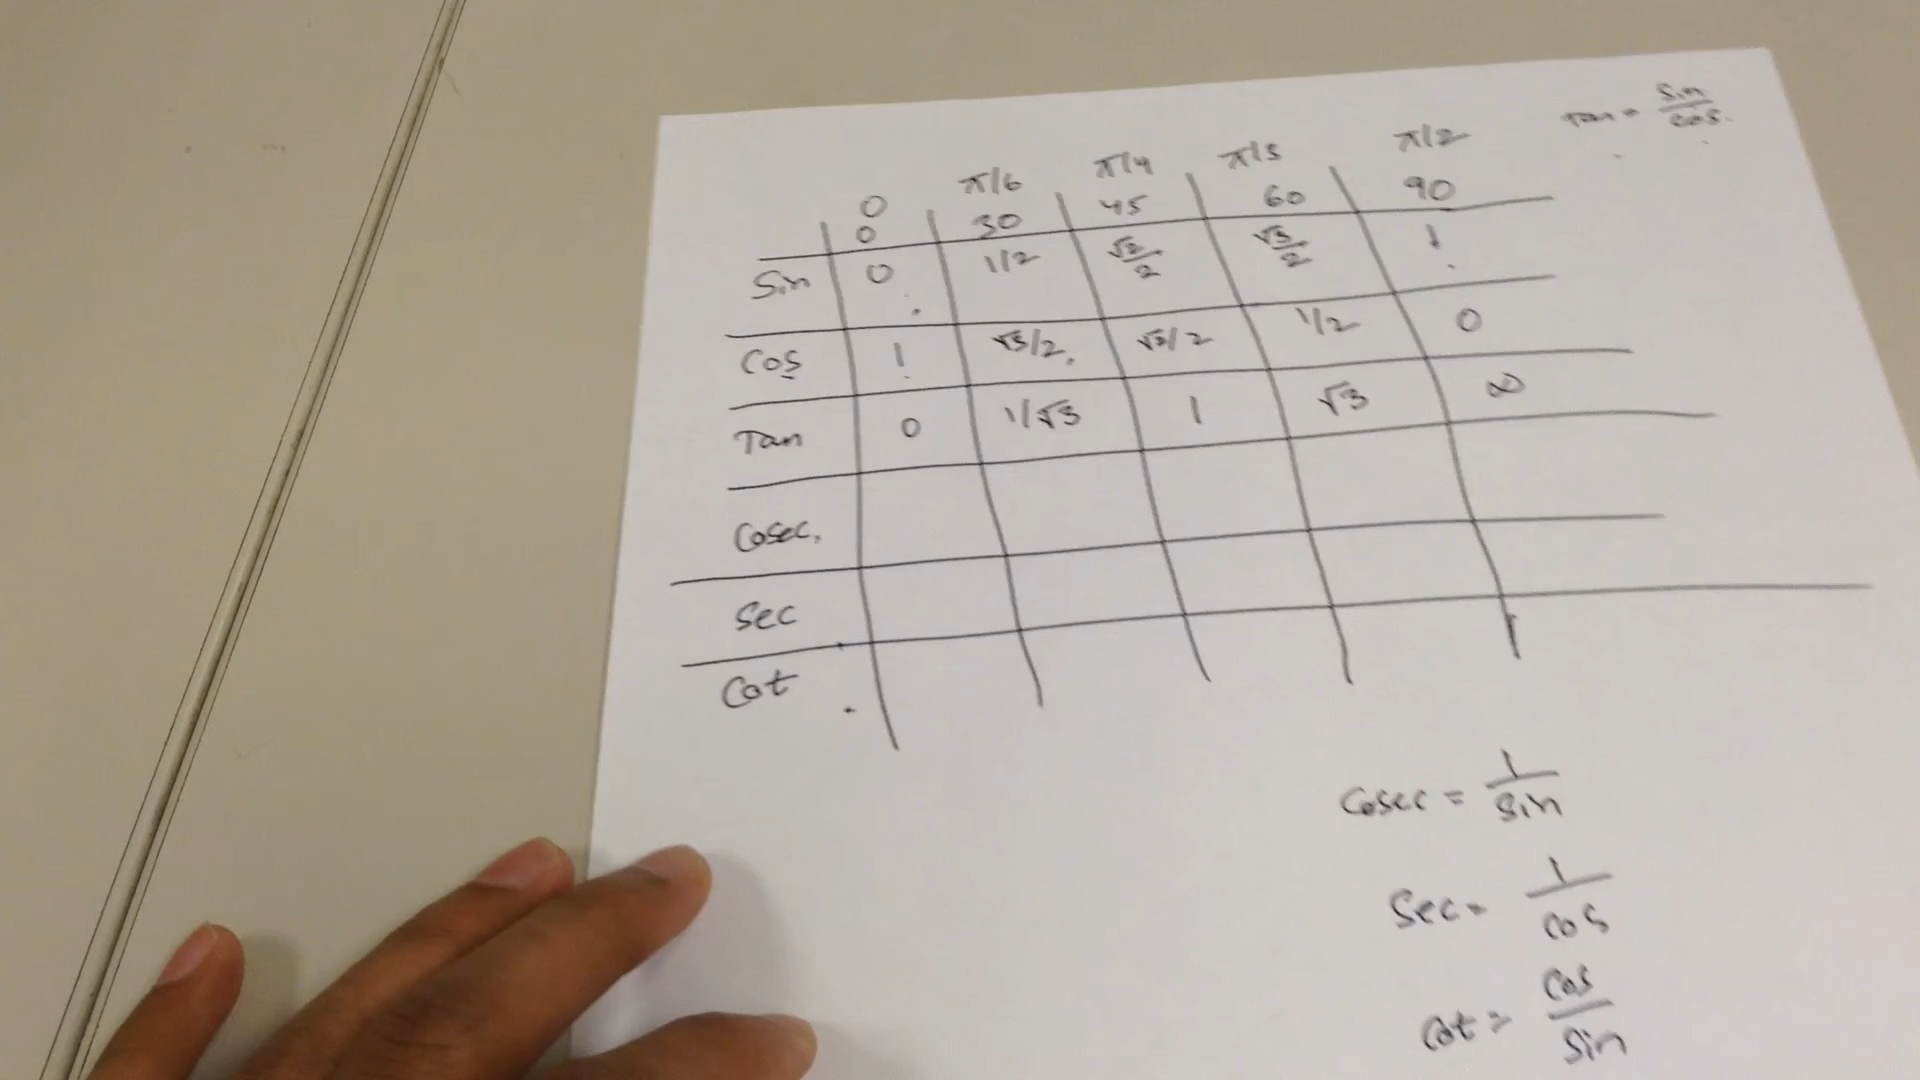 Tan = sin/cos.
0 π/6 π/4 π/3 π/2
0 30 45 60 90
Sin 0 1/2 √2/2 √3/2 1
Cos 1 √3/2 √2/2 1/2 0
Tan 0 1/√3 1 √3 ∞
Cosec.
Sec
Cot
Cosec = 1/sin
Sec = 1/cos
Cot = cos/sin